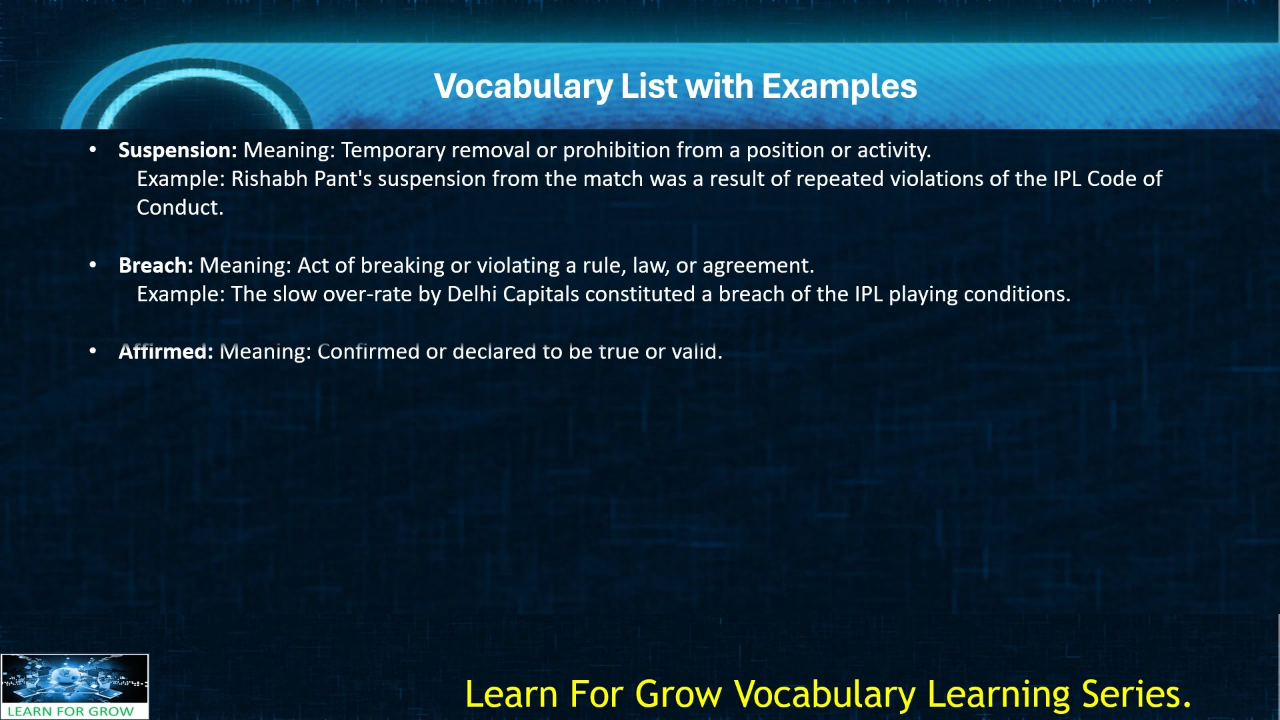 Vocabulary List with Examples
• Suspension: Meaning: Temporary removal or prohibition from a position or activity.
Example: Rishabh Pant's suspension from the match was a result of repeated violations of the IPL Code of
Conduct.
• Breach: Meaning: Act of breaking or violating a rule, law, or agreement.
Example: The slow over-rate by Delhi Capitals constituted a breach of the IPL playing conditions.
• Affirmed: Meaning: Confirmed or declared to be true or valid.
LEARN FOR GROW
Learn For Grow Vocabulary Learning Series.